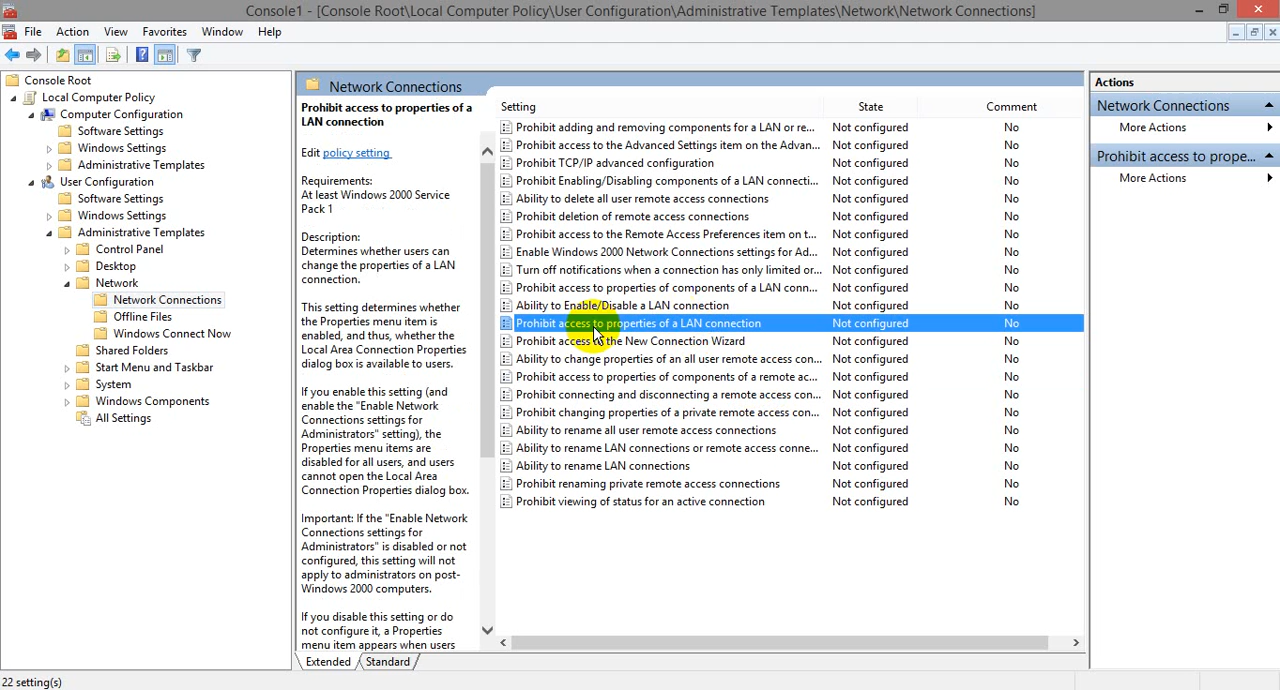 Console1 - [Console Root\Local Computer Policy\User Configuration\Administrative Templates\Network\Network Connections]
File Action View Favorites Window Help
Console Root
Local Computer Policy
Computer Configuration
Software Settings
Windows Settings
Administrative Templates
User Configuration
Software Settings
Windows Settings
Administrative Templates
Control Panel
Desktop
Network
Network Connections
Offline Files
Windows Connect Now
Shared Folders
Start Menu and Taskbar
System
Windows Components
All Settings
Network Connections
Prohibit access to properties of a
LAN connection
Edit policy setting
Requirements:
At least Windows 2000 Service
Pack 1
Description:
Determines whether users can
change the properties of a LAN
connection.
This setting determines whether
the Properties menu item is
enabled, and thus, whether the
Local Area Connection Properties
dialog box is available to users.
If you enable this setting (and
enable the "Enable Network
Connections settings for
Administrators" setting), the
Properties menu items are
disabled for all users, and users
cannot open the Local Area
Connection Properties dialog box.
Important: If the "Enable Network
Connections settings for
Administrators" is disabled or not
configured, this setting will not
apply to administrators on post-
Windows 2000 computers.
If you disable this setting or do
not configure it, a Properties
menu item appears when users
Extended Standard
Setting State Comment
Prohibit adding and removing components for a LAN or re... Not configured No
Prohibit access to the Advanced Settings item on the Advan... Not configured No
Prohibit TCP/IP advanced configuration Not configured No
Prohibit Enabling/Disabling components of a LAN connecti... Not configured No
Ability to delete all user remote access connections Not configured No
Prohibit deletion of remote access connections Not configured No
Prohibit access to the Remote Access Preferences item on t... Not configured No
Enable Windows 2000 Network Connections settings for Ad... Not configured No
Turn off notifications when a connection has only limited or... Not configured No
Prohibit access to properties of components of a LAN conn... Not configured No
Ability to Enable/Disable a LAN connection Not configured No
Prohibit access to properties of a LAN connection Not configured No
Prohibit access to the New Connection Wizard Not configured No
Ability to change properties of an all user remote access con... Not configured No
Prohibit access to properties of components of a remote ac... Not configured No
Prohibit connecting and disconnecting a remote access con... Not configured No
Prohibit changing properties of a private remote access con... Not configured No
Ability to rename all user remote access connections Not configured No
Ability to rename LAN connections or remote access conne... Not configured No
Ability to rename LAN connections Not configured No
Prohibit renaming private remote access connections Not configured No
Prohibit viewing of status for an active connection Not configured No
Actions
Network Connections
More Actions
Prohibit access to prope...
More Actions
22 setting(s)